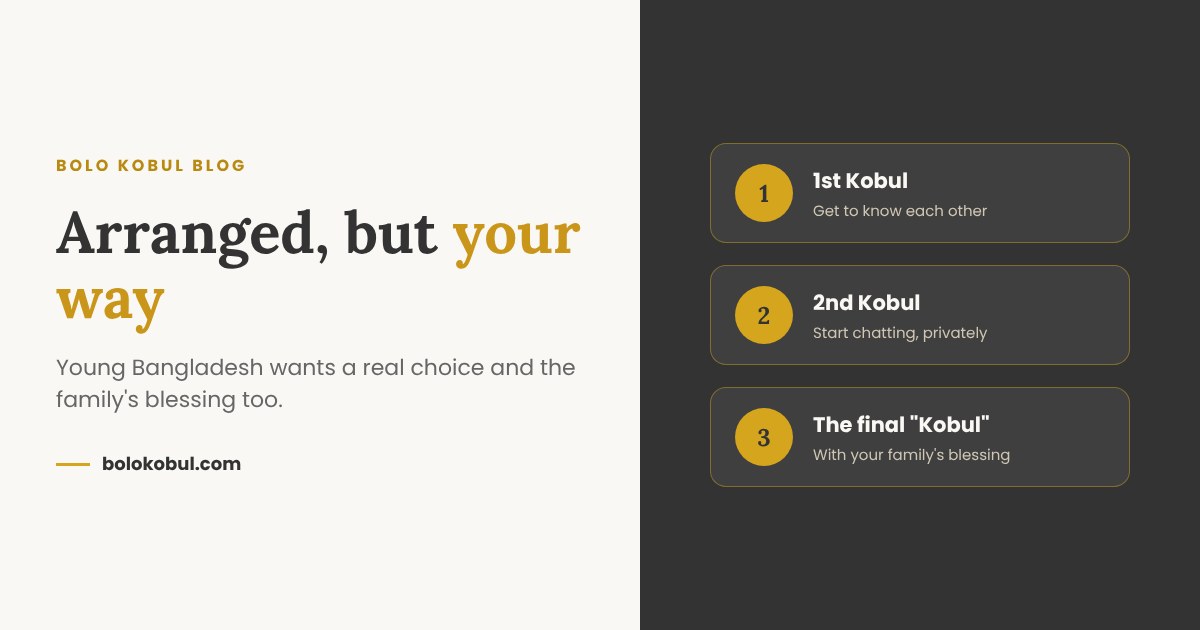 BOLO KOBUL BLOG
Arranged, but your
way
Young Bangladesh wants a real choice and the
family's blessing too.
bolokobul.com
1
1st Kobul
Get to know each other
2
2nd Kobul
Start chatting, privately
3
The final "Kobul"
With your family's blessing